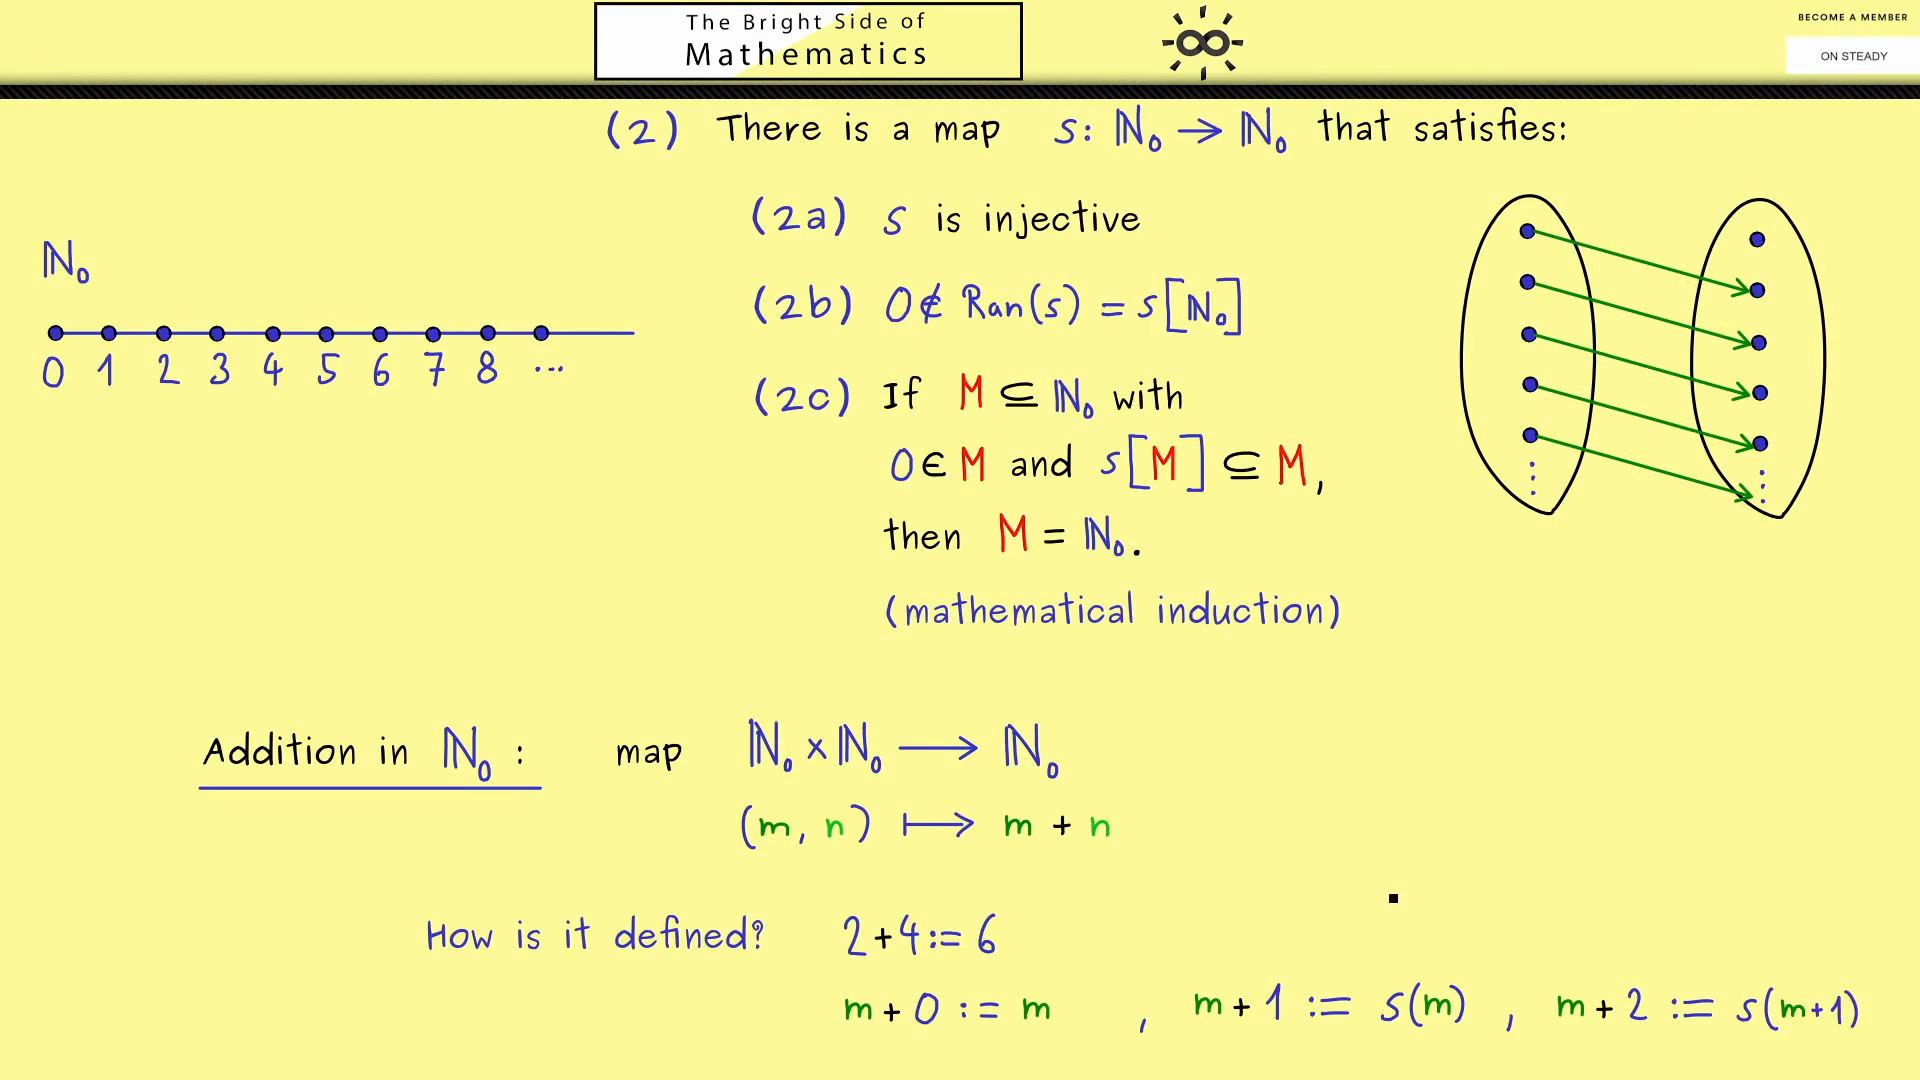 The Bright Side of
Mathematics
BECOME A MEMBER
ON STEADY
(2) There is a map s: ℕ₀ → ℕ₀ that satisfies:
(2a) s is injective
(2b) 0 ∉ Ran(s) = s[ℕ₀]
(2c) If M ⊆ ℕ₀ with
0 ∈ M and s[M] ⊆ M,
then M = ℕ₀.
(mathematical induction)
ℕ₀
0 1 2 3 4 5 6 7 8 ...
Addition in ℕ₀ : map ℕ₀ × ℕ₀ ⟶ ℕ₀
(m, n) ⟼ m + n
How is it defined? 2+4 := 6
m + 0 := m , m + 1 := s(m) , m + 2 := s(m+1)